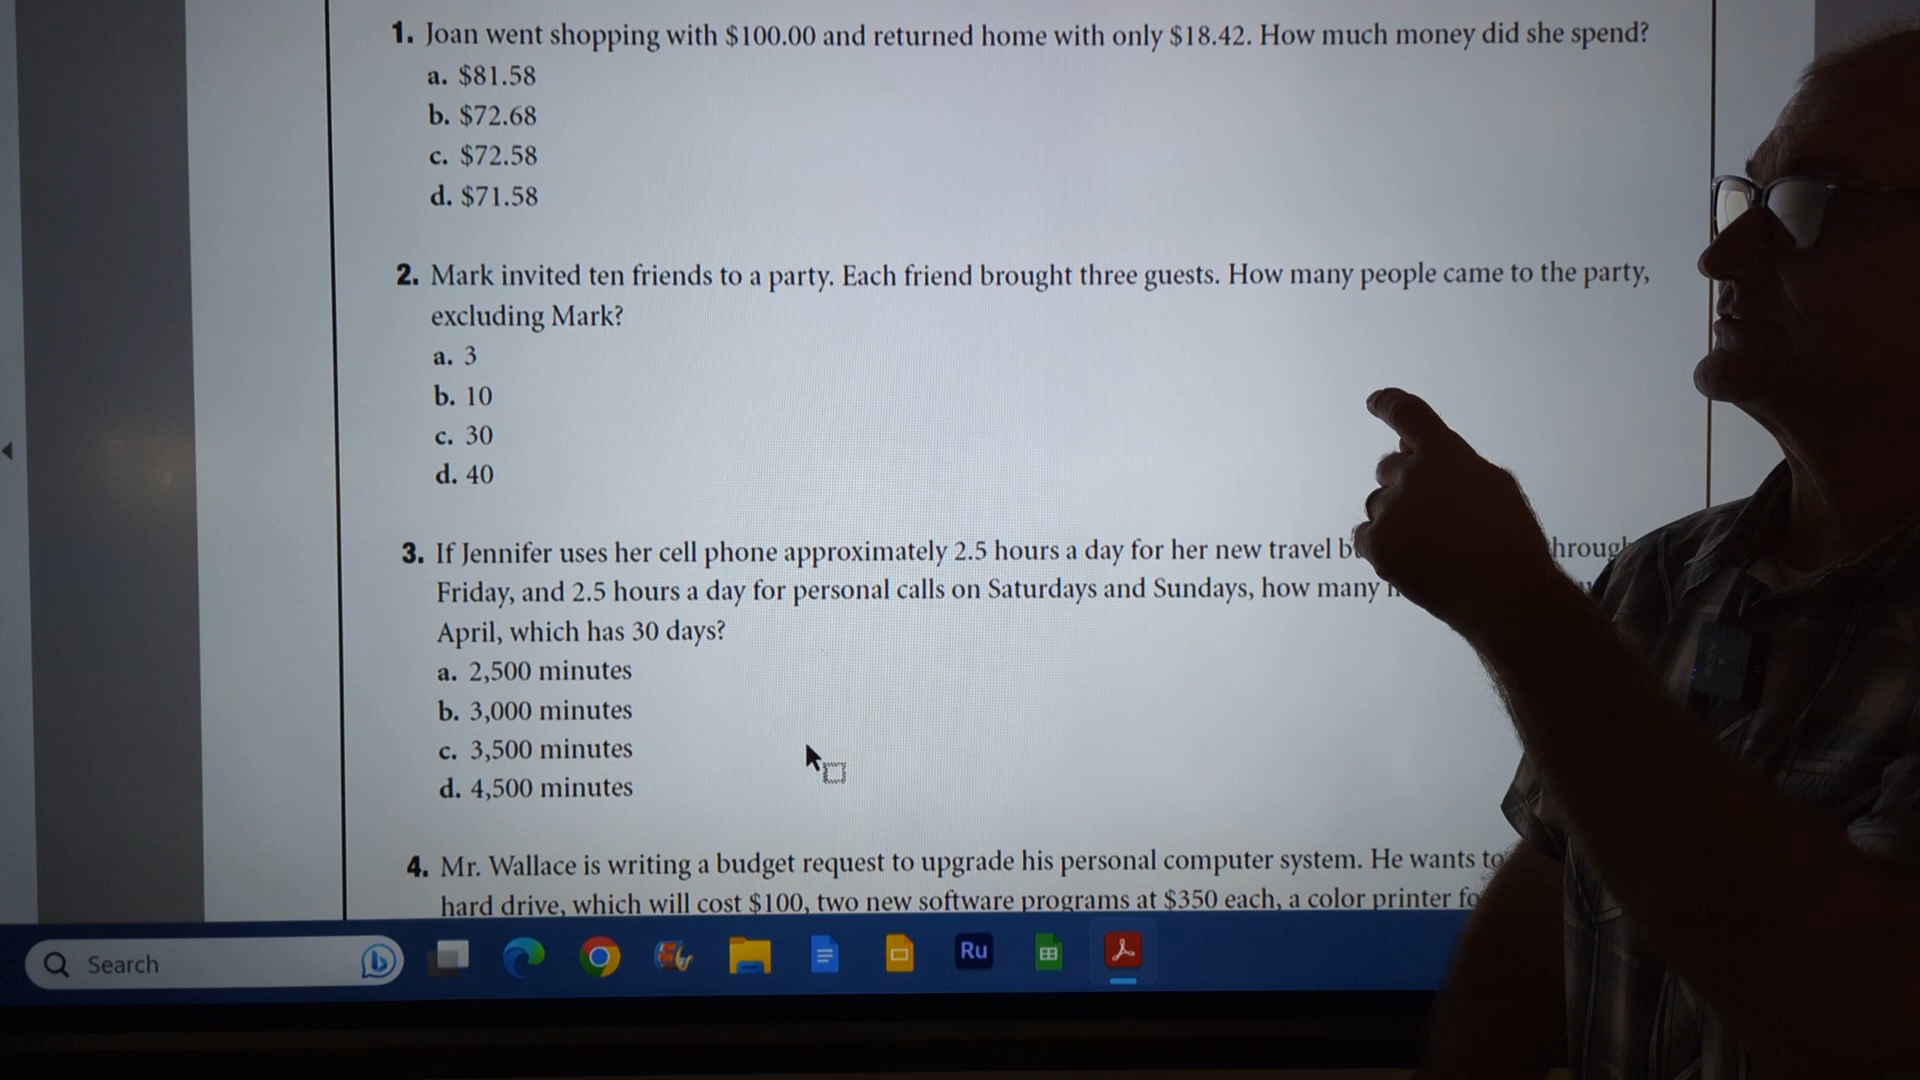 1. Joan went shopping with $100.00 and returned home with only $18.42. How much money did she spend?
a. $81.58
b. $72.68
c. $72.58
d. $71.58
2. Mark invited ten friends to a party. Each friend brought three guests. How many people came to the party,
excluding Mark?
a. 3
b. 10
c. 30
d. 40
3. If Jennifer uses her cell phone approximately 2.5 hours a day for her new travel
Friday, and 2.5 hours a day for personal calls on Saturdays and Sundays, how many
April, which has 30 days?
a. 2,500 minutes
b. 3,000 minutes
c. 3,500 minutes
d. 4,500 minutes
4. Mr. Wallace is writing a budget request to upgrade his personal computer system. He wants to
hard drive, which will cost $100, two new software programs at $350 each, a color printer
Search
Ru